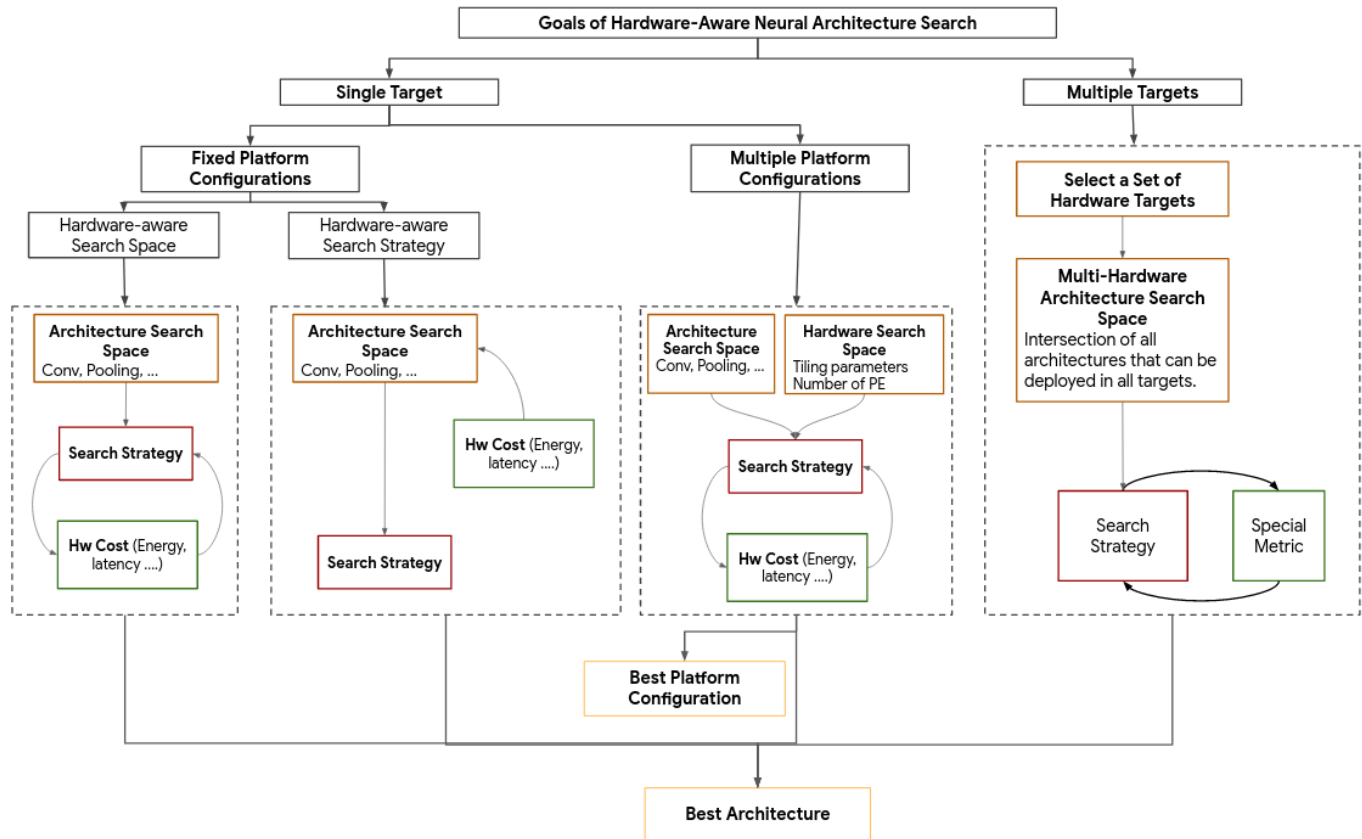 Goals of Hardware-Aware Neural Architecture Search
Single Target
Multiple Targets
Fixed Platform
Configurations
Multiple Platform
Configurations
Hardware-aware
Search Space
Hardware-aware
Search Strategy
Architecture Search
Space
Conv, Pooling, ...
Search Strategy
Hw Cost (Energy,
latency ....)
Architecture Search
Space
Conv, Pooling, ...
Hw Cost (Energy,
latency ....)
Search Strategy
Architecture
Search Space
Conv, Pooling, ...
Hardware Search
Space
Tiling parameters
Number of PE
Search Strategy
Hw Cost (Energy,
latency ....)
Select a Set of
Hardware Targets
Multi-Hardware
Architecture Search
Space
Intersection of all
architectures that can be
deployed in all targets.
Search
Strategy
Special
Metric
Best Platform
Configuration
Best Architecture